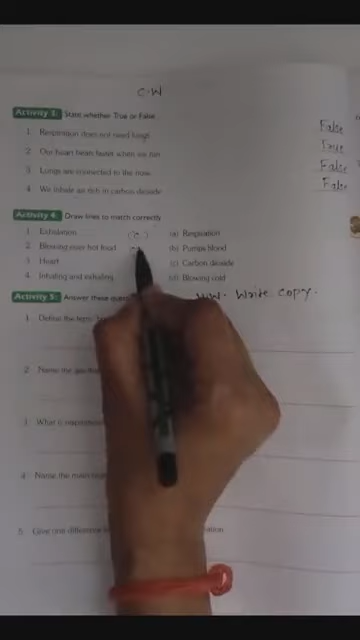 C.W
Activity 3: State whether True or False
1. Respiration does not need lungs False
2. Our heart beats faster when we run True
3. Lungs are connected to the nose False
4. We inhale air rich in carbon dioxide False
Activity 4: Draw lines to match correctly
1. Exhalation (c) (a) Respiration
2. Blowing over hot food (b) Pumps blood
3. Heart (c) Carbon dioxide
4. Inhaling and exhaling (d) Blowing cold
Activity 5: Answer these H.W. Write copy.
1. Define the term
2. Name the
3. What is
4. Name the main
5. Give one difference